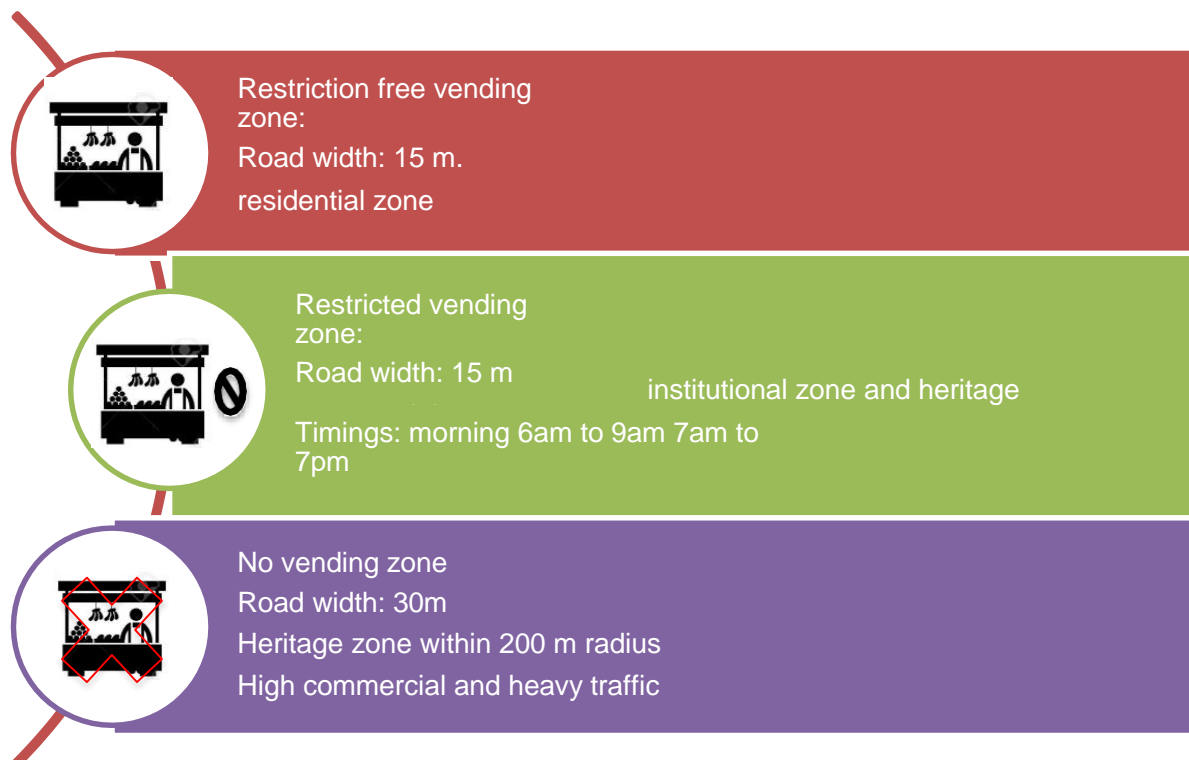 Restriction free vending
zone:
Road width: 15 m.
residential zone
Restricted vending
zone:
Road width: 15 m
institutional zone and heritage
Timings: morning 6am to 9am 7am to
7pm
No vending zone
Road width: 30m
Heritage zone within 200 m radius
High commercial and heavy traffic